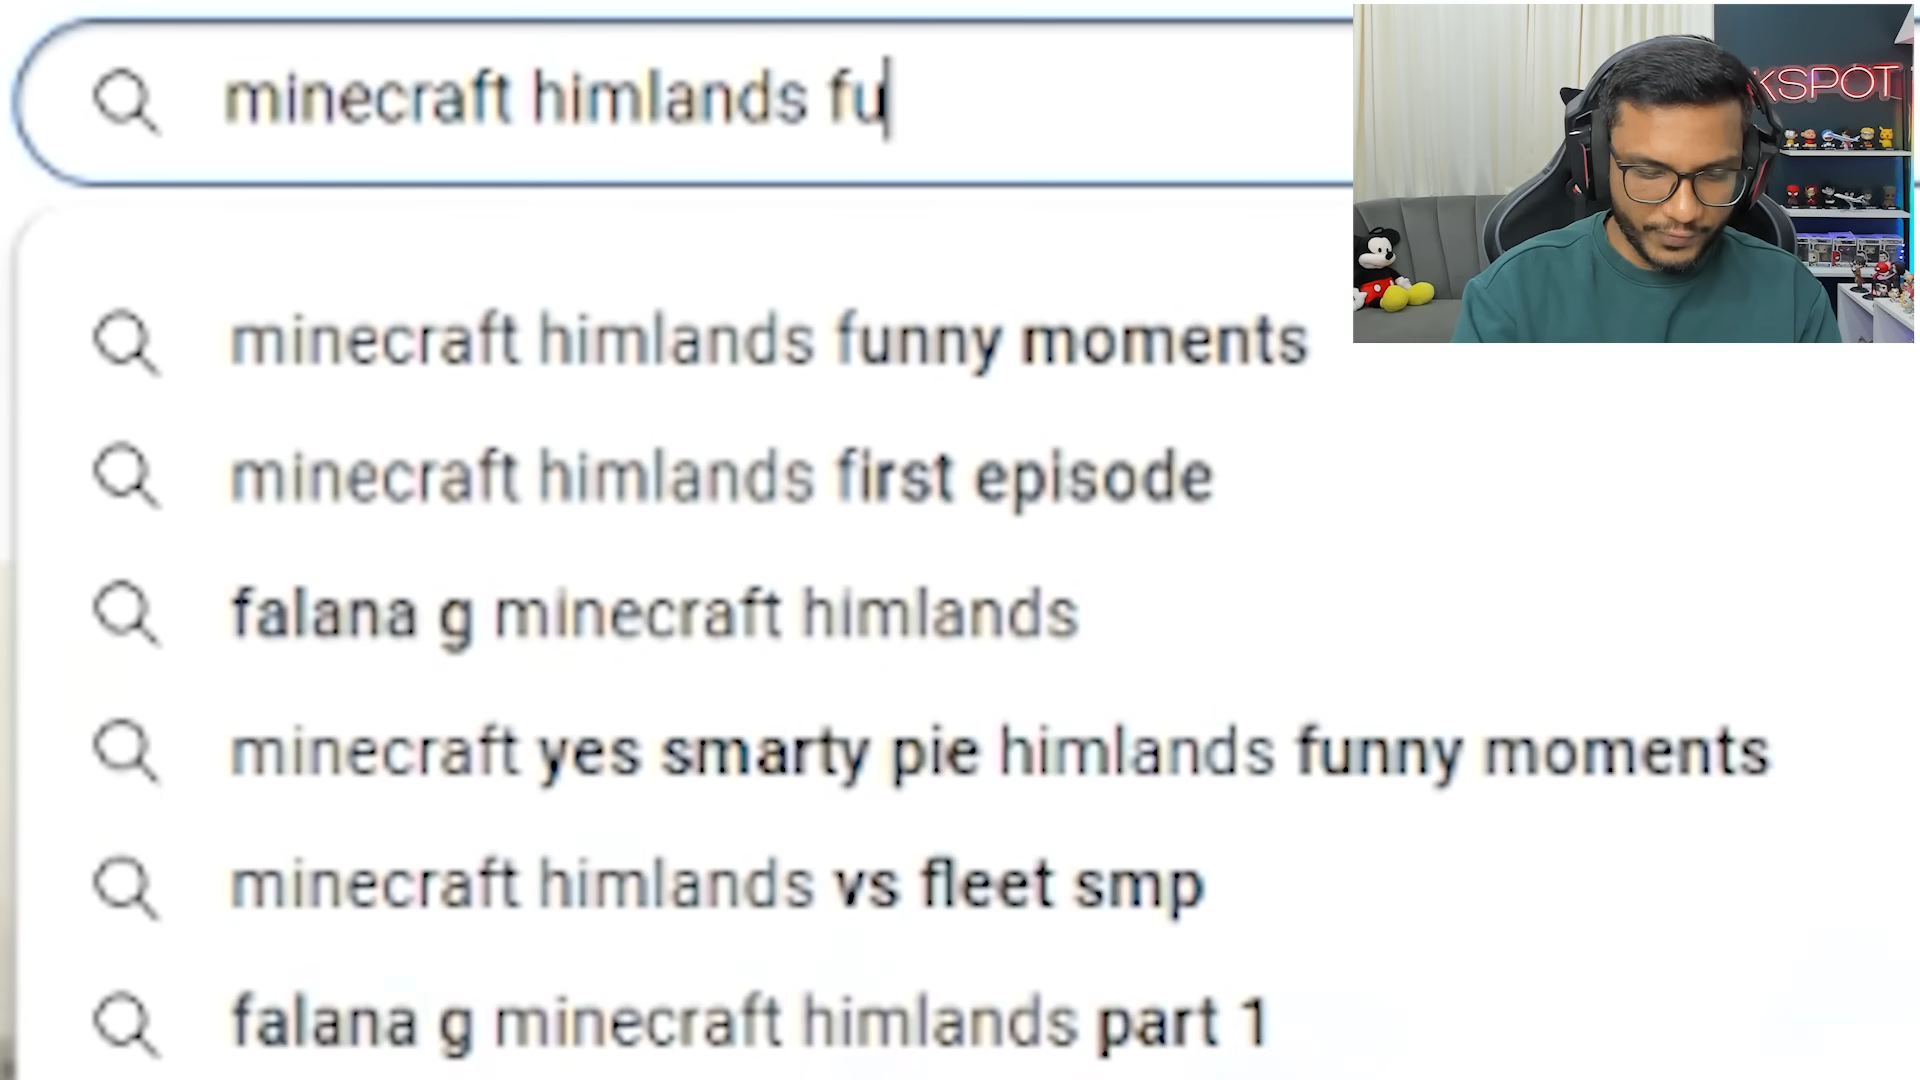 minecraft himlands fu
KSPOT
minecraft himlands funny moments
minecraft himlands first episode
falana g minecraft himlands
minecraft yes smarty pie himlands funny moments
minecraft himlands vs fleet smp
falana g minecraft himlands part 1